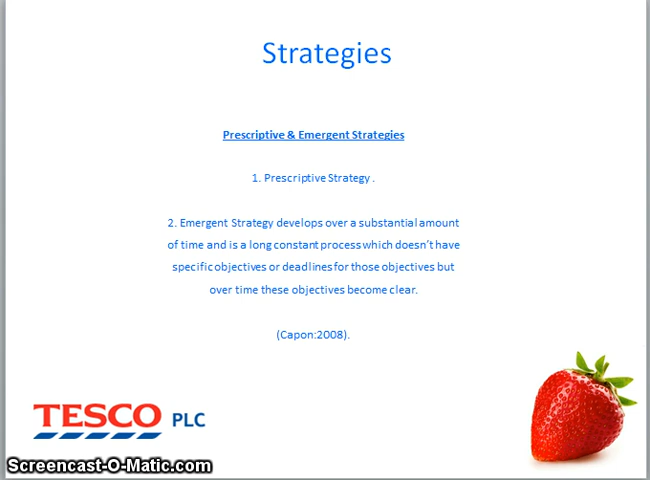 Strategies
Prescriptive & Emergent Strategies
1. Prescriptive Strategy .
2. Emergent Strategy develops over a substantial amount
of time and is a long constant process which doesn't have
specific objectives or deadlines for those objectives but
over time these objectives become clear.
(Capon:2008).
TESCO PLC
Screencast-O-Matic.com